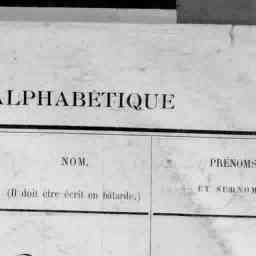 ALPHABÉTIQUE
NOM.
(Il doit être écrit en bâtarde.)
PRÉNOMS
ET SURNOM